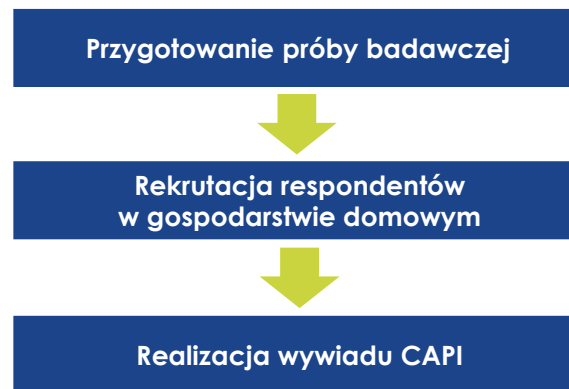 Przygotowanie próby badawczej
Rekrutacja respondentów
w gospodarstwie domowym
Realizacja wywiadu CAPI